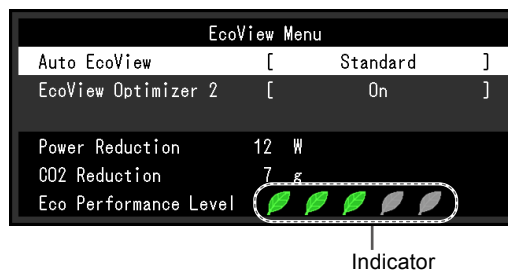 EcoView Menu
Auto EcoView [ Standard ]
EcoView Optimizer 2 [ On ]
Power Reduction 12 W
CO2 Reduction 7 g
Eco Performance Level
Indicator